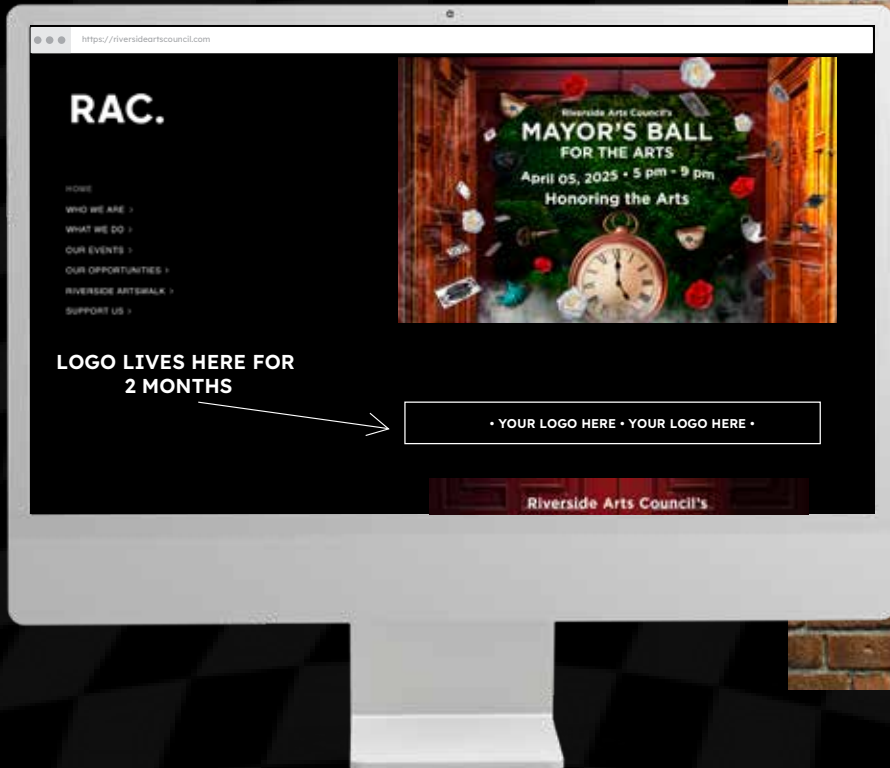 https://riversideartscouncil.com
RAC.
HOME
WHO WE ARE >
WHAT WE DO >
OUR EVENTS >
OUR OPPORTUNITIES >
RIVERSIDE ARTSWALK >
SUPPORT US >
Riverside Arts Council's
MAYOR'S BALL
FOR THE ARTS
April 05, 2025 • 5 pm - 9 pm
Honoring the Arts
LOGO LIVES HERE FOR
2 MONTHS
• YOUR LOGO HERE • YOUR LOGO HERE •
Riverside Arts Council's